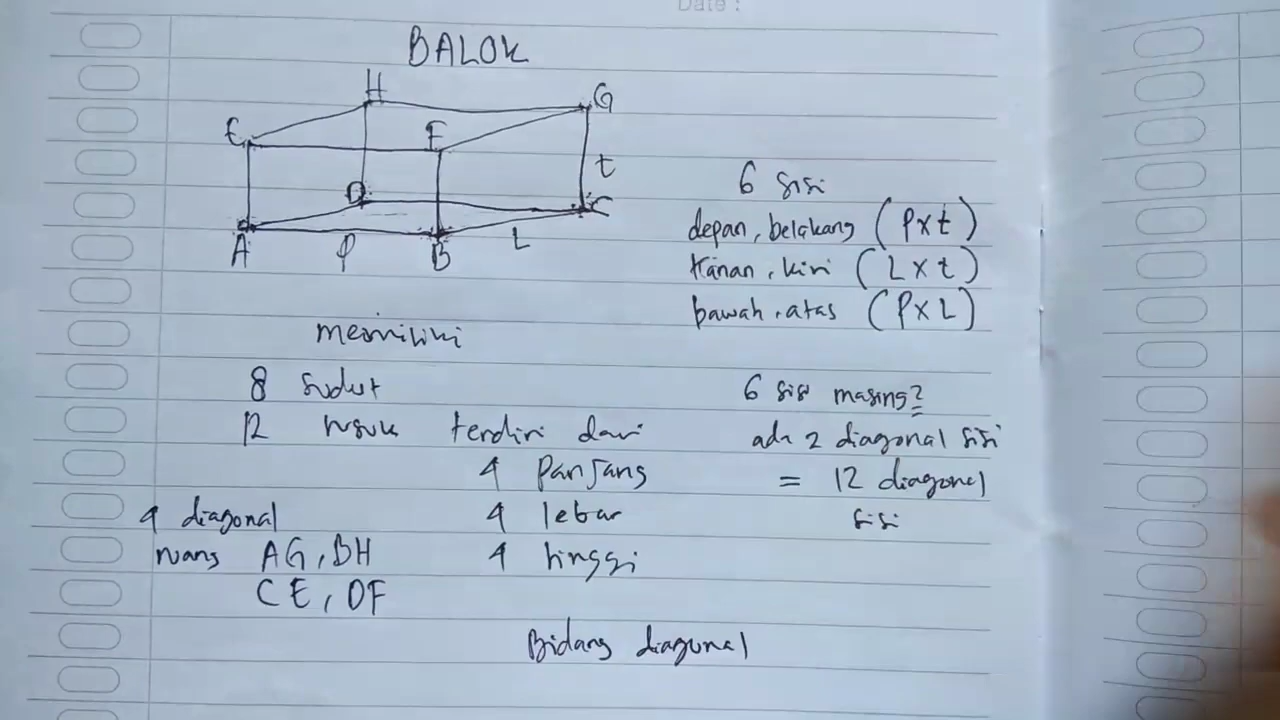 Date :
BALOK
H
G
E
F
t
D
C
A
P
B
L
6 sisi
depan, belakang (P x t)
kanan, kiri (L x t)
bawah, atas (P x L)
memiliki
8 sudut
12 rusuk terdiri dari
4 panjang
4 lebar
4 tinggi
4 diagonal
ruang AG, BH
CE, DF
6 sisi masing2
ada 2 diagonal sisi
= 12 diagonal
sisi
Bidang diagonal